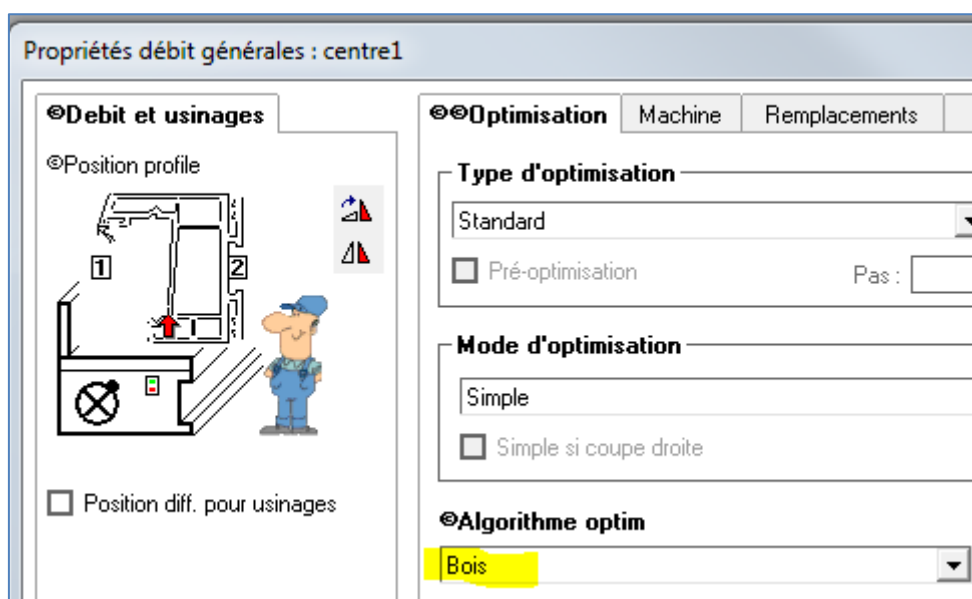 Propriétés débit générales : centre1
©Debit et usinages
©Position profile
1
2
Position diff. pour usinages
©©Optimisation
Machine
Remplacements
Type d'optimisation
Standard
Pré-optimisation
Pas :
Mode d'optimisation
Simple
Simple si coupe droite
©Algorithme optim
Bois